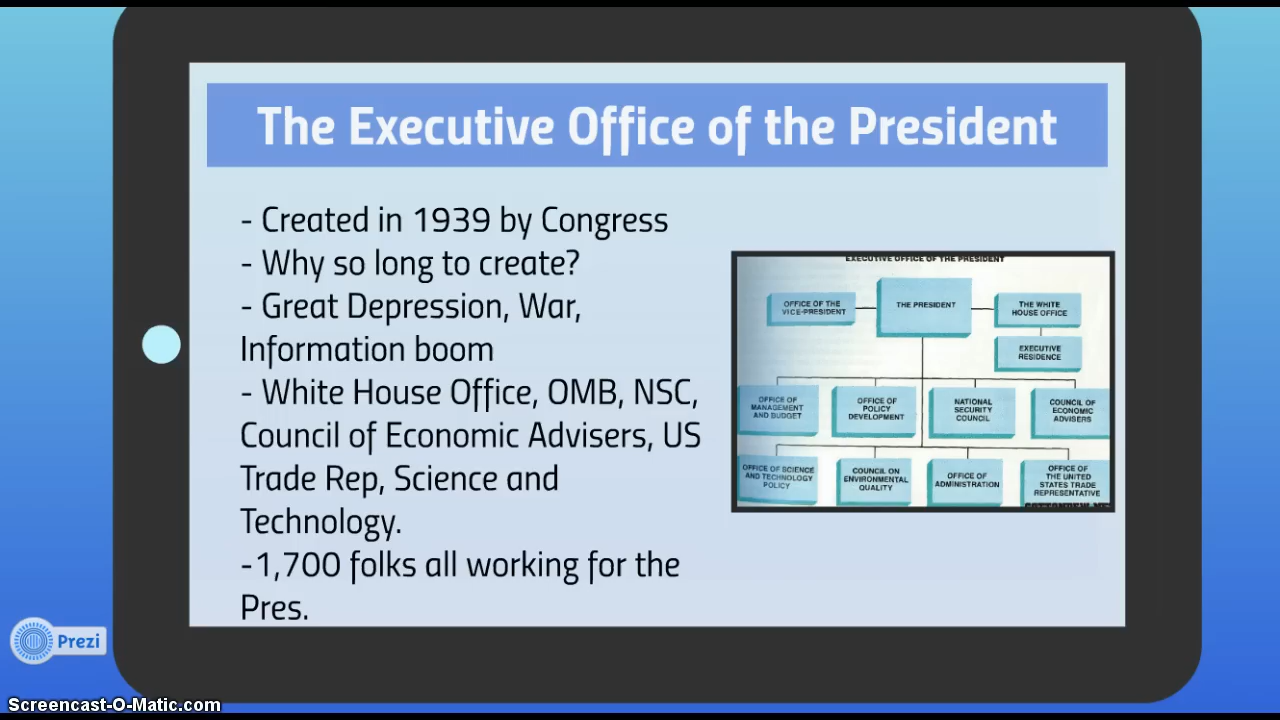 The Executive Office of the President
- Created in 1939 by Congress
- Why so long to create?
- Great Depression, War,
Information boom
- White House Office, OMB, NSC,
Council of Economic Advisers, US
Trade Rep, Science and
Technology.
-1,700 folks all working for the
Pres.
EXECUTIVE OFFICE OF THE PRESIDENT
OFFICE OF THE
VICE-PRESIDENT
THE PRESIDENT
THE WHITE
HOUSE OFFICE
EXECUTIVE
RESIDENCE
OFFICE OF
MANAGEMENT
AND BUDGET
OFFICE OF
POLICY
DEVELOPMENT
NATIONAL
SECURITY
COUNCIL
COUNCIL OF
ECONOMIC
ADVISERS
OFFICE OF SCIENCE
AND TECHNOLOGY
POLICY
COUNCIL ON
ENVIRONMENTAL
QUALITY
OFFICE OF
ADMINISTRATION
OFFICE OF
THE UNITED
STATES TRADE
REPRESENTATIVE
Prezi
Screencast-O-Matic.com